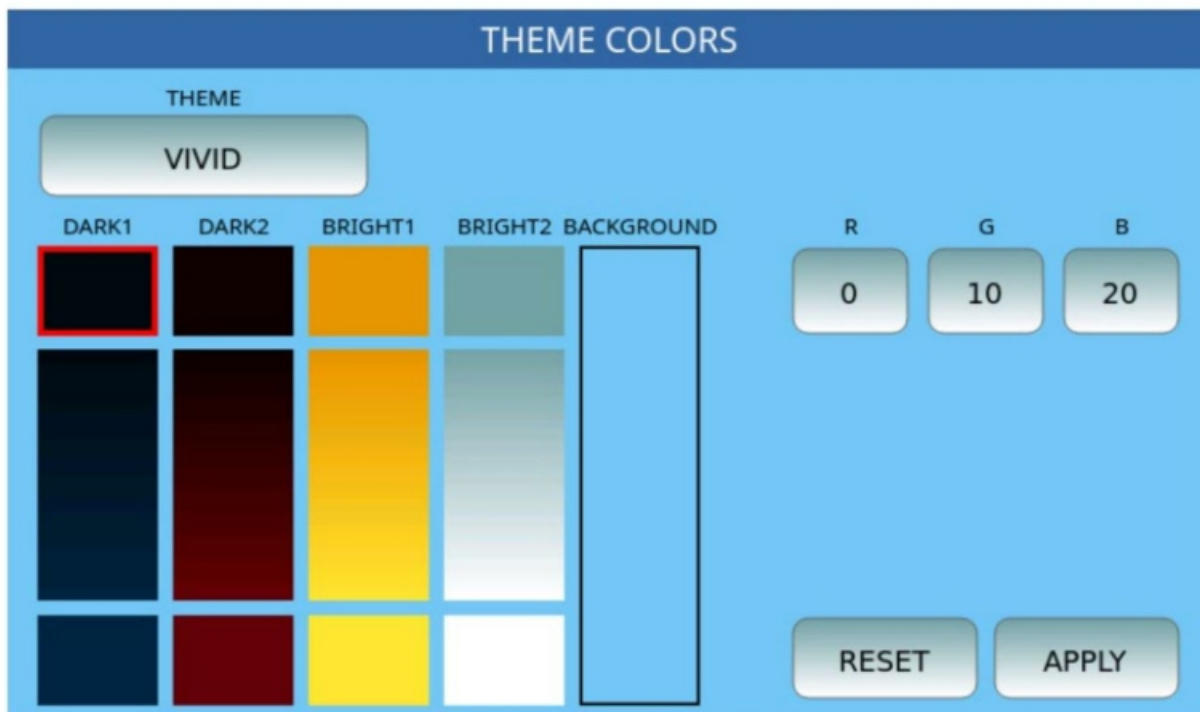 THEME COLORS
THEME
VIVID
DARK1 DARK2 BRIGHT1 BRIGHT2 BACKGROUND R G B
0 10 20
RESET APPLY